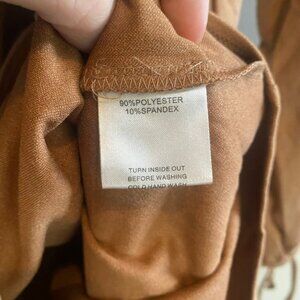 90%POLYESTER
10%SPANDEX
TURN INSIDE OUT
BEFORE WASHING
COLD HAND WASH